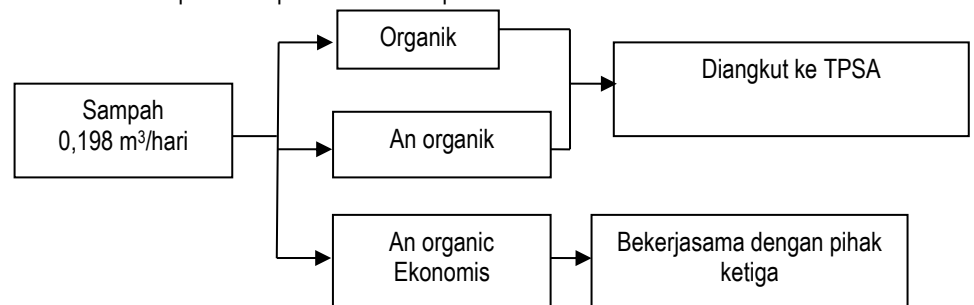 Organik
Diangkut ke TPSA
Sampah
0,198 m³/hari
An organik
An organic
Ekonomis
Bekerjasama dengan pihak
ketiga